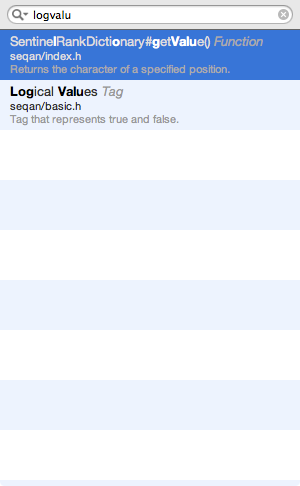 logvalu
SentinelRankDictionary#getValue() Function
seqan/index.h
Returns the character of a specified position.
Logical Values Tag
seqan/basic.h
Tag that represents true and false.